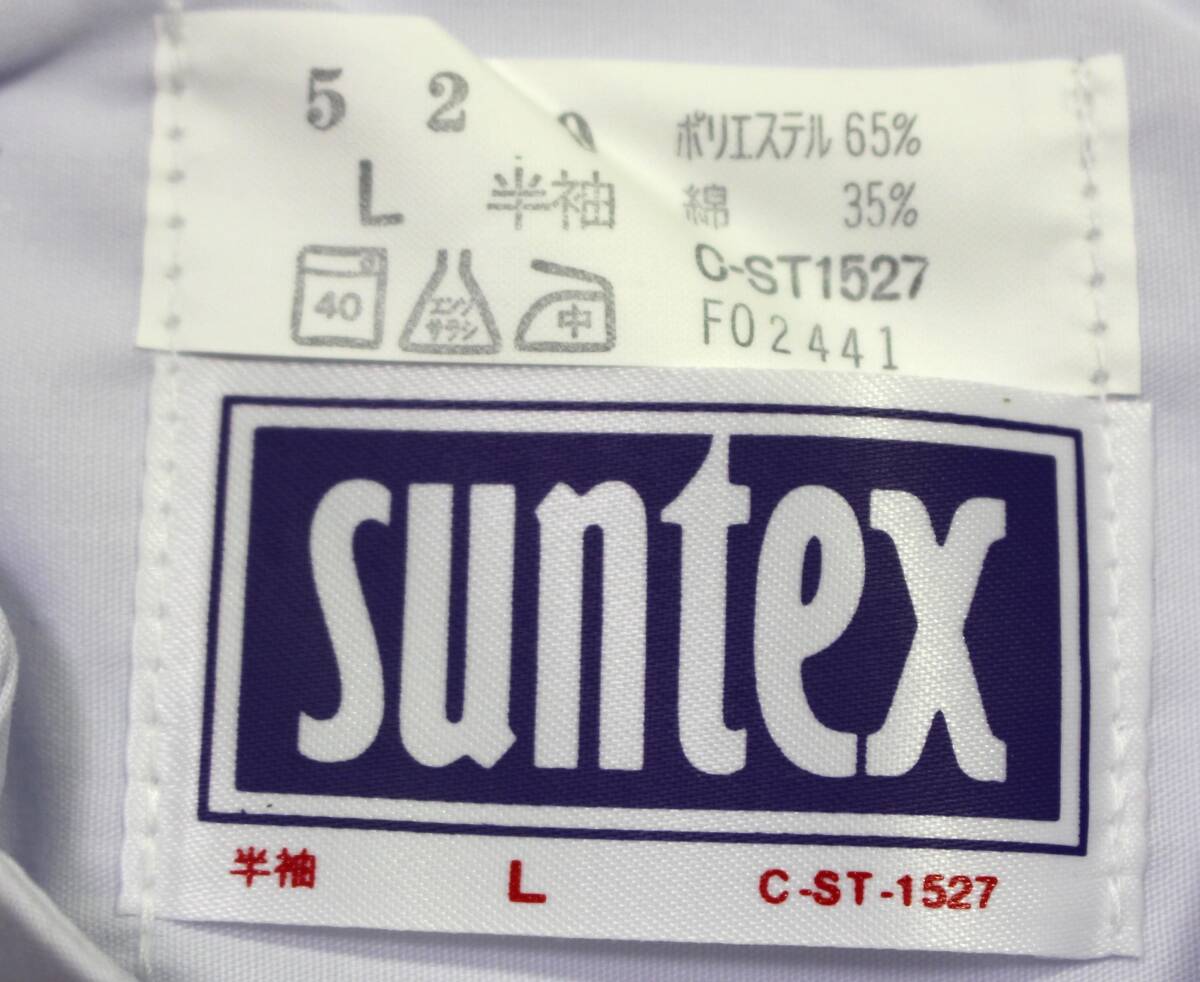 5 2
L 半袖
40 エンソ サラシ 中
ポリエステル 65%
綿 35%
C-ST1527
F02441
suntex
半袖 L C-ST-1527